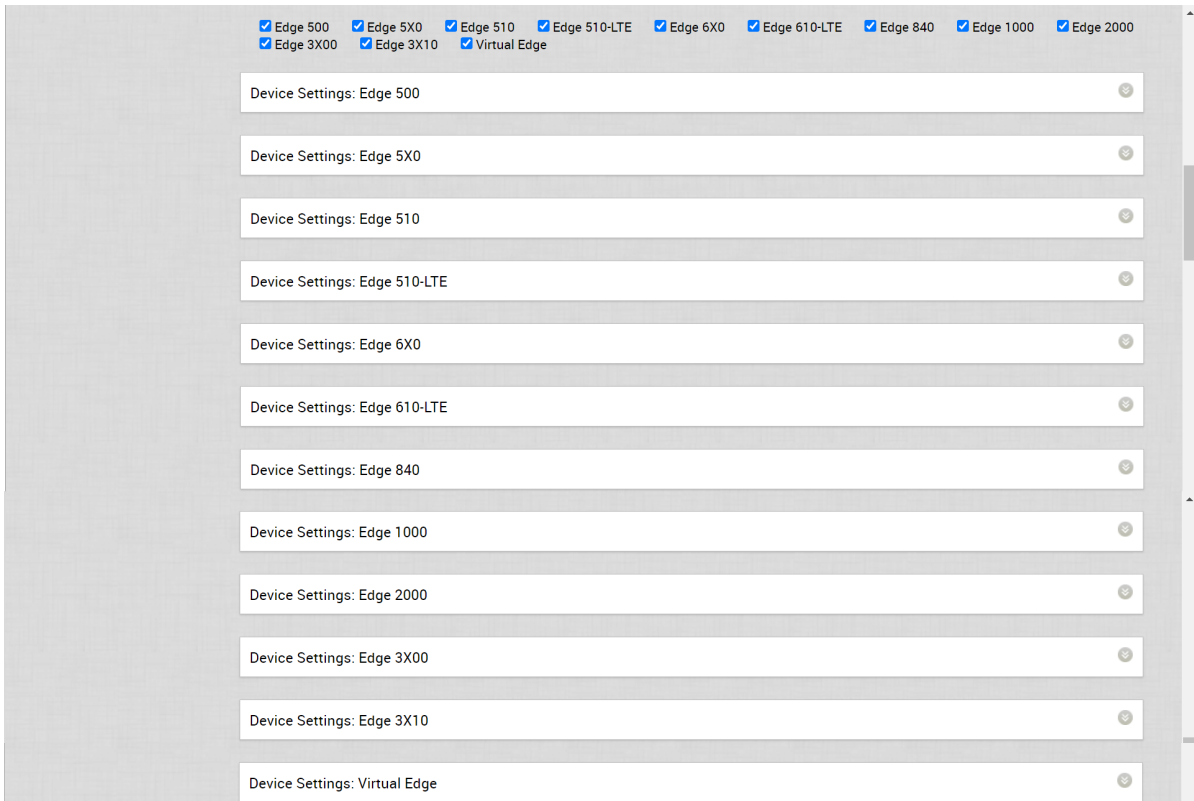 Edge 500 Edge 5X0 Edge 510 Edge 510-LTE Edge 6X0 Edge 610-LTE Edge 840 Edge 1000 Edge 2000
Edge 3X00 Edge 3X10 Virtual Edge
Device Settings: Edge 500
Device Settings: Edge 5X0
Device Settings: Edge 510
Device Settings: Edge 510-LTE
Device Settings: Edge 6X0
Device Settings: Edge 610-LTE
Device Settings: Edge 840
Device Settings: Edge 1000
Device Settings: Edge 2000
Device Settings: Edge 3X00
Device Settings: Edge 3X10
Device Settings: Virtual Edge